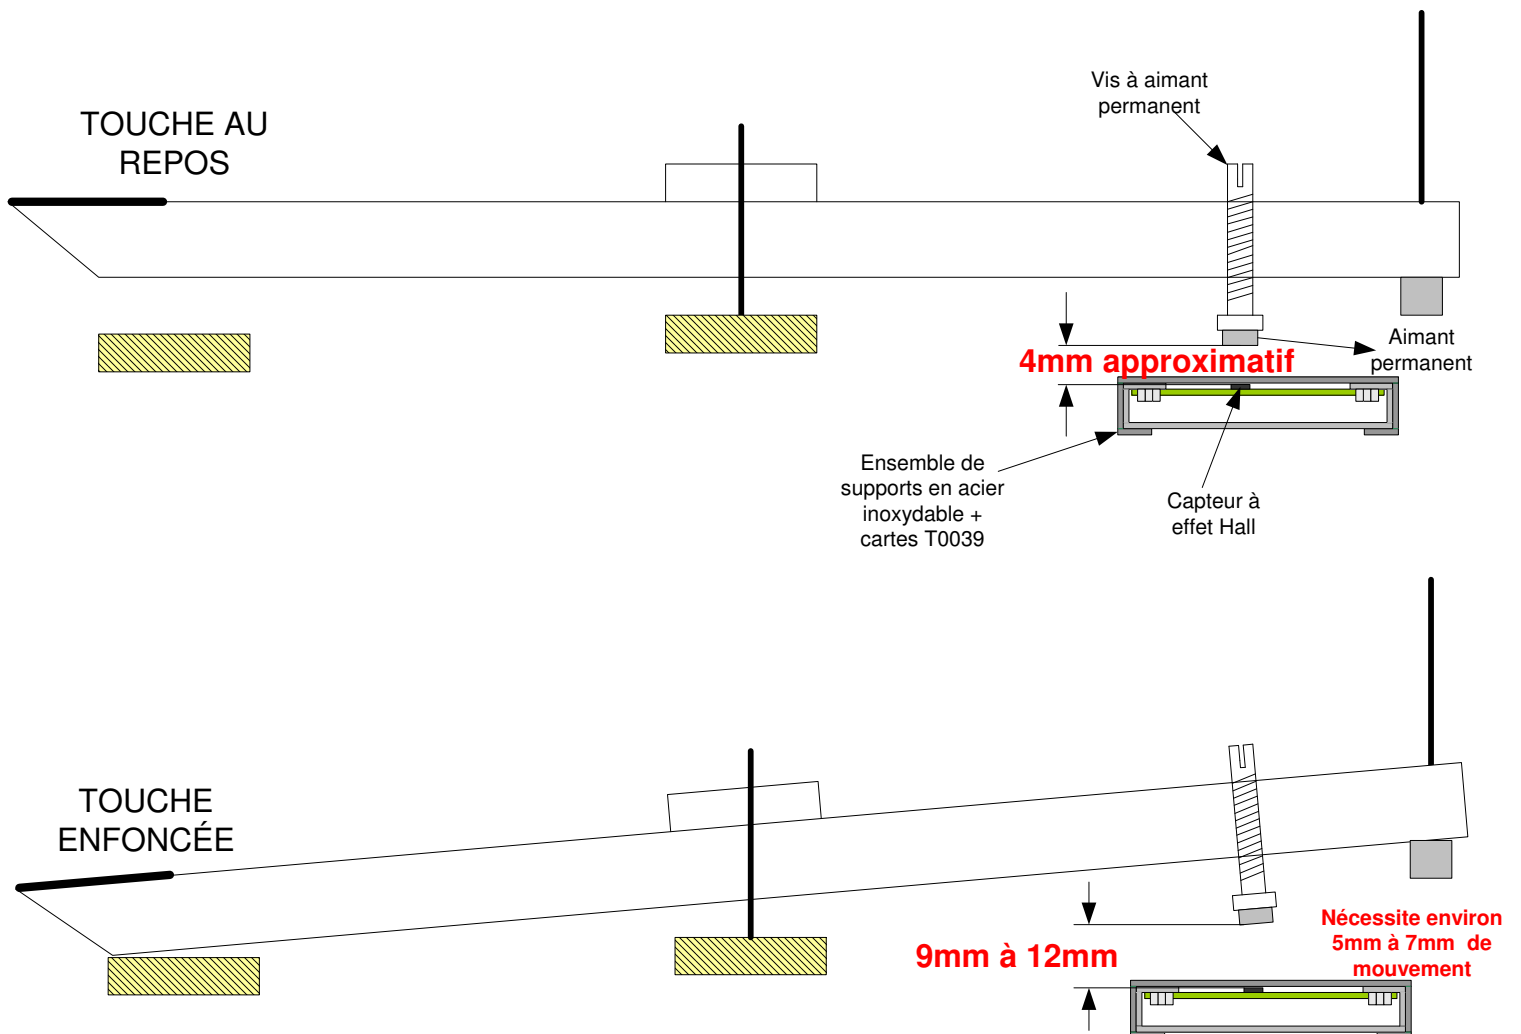 TOUCHE AU
REPOS
Vis à aimant
permanent
Aimant
permanent
4mm approximatif
Ensemble de
supports en acier
inoxydable +
cartes T0039
Capteur à
effet Hall
TOUCHE
ENFONCÉE
9mm à 12mm
Nécessite environ
5mm à 7mm de
mouvement